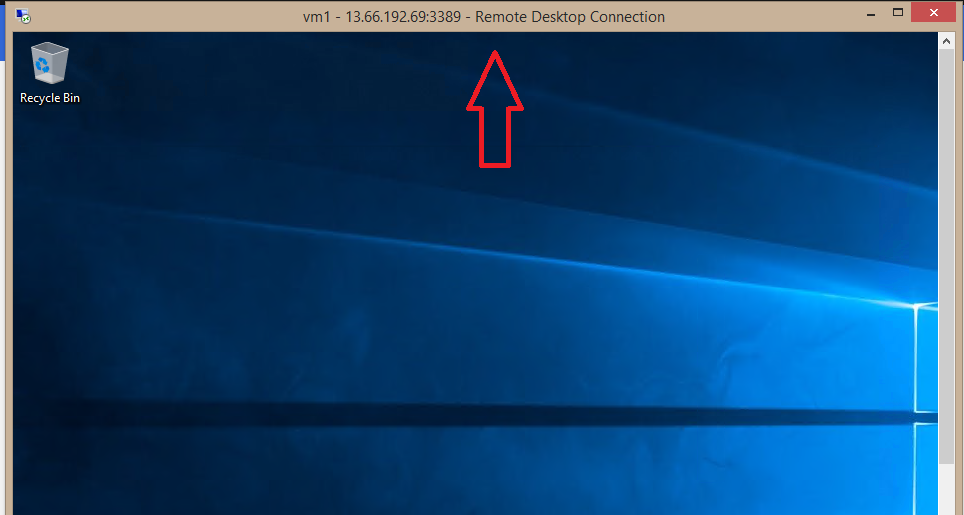 vm1 - 13.66.192.69:3389 - Remote Desktop Connection
Recycle Bin